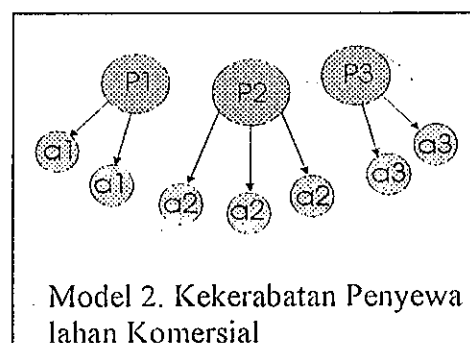 P1 P2 P3
a1 a1 a2 a2 a2 a3 a3
Model 2. Kekerabatan Penyewa
lahan Komersial